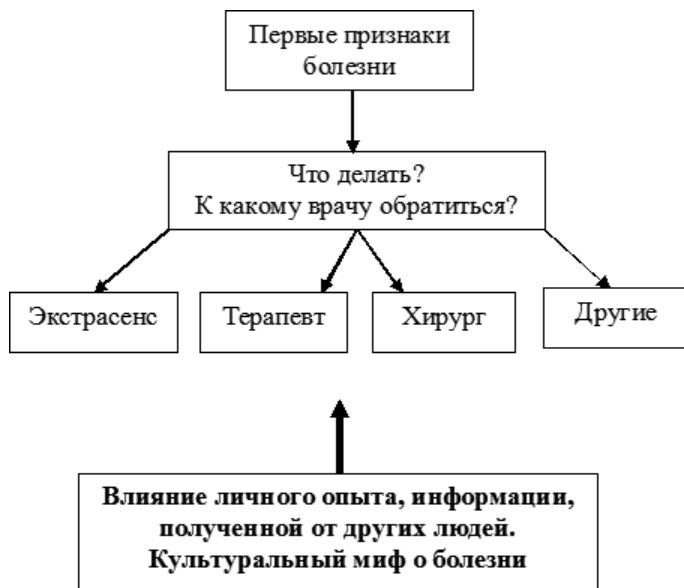 Первые признаки
болезни
Что делать?
К какому врачу обратиться?
Экстрасенс
Терапевт
Хирург
Другие
Влияние личного опыта, информации,
полученной от других людей.
Культуральный миф о болезни